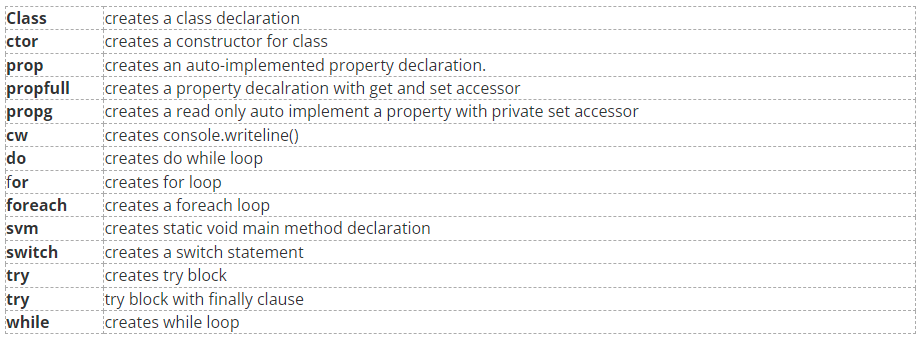 Class creates a class declaration
ctor creates a constructor for class
prop creates an auto-implemented property declaration.
propfull creates a property decalration with get and set accessor
propg creates a read only auto implement a property with private set accessor
cw creates console.writeline()
do creates do while loop
for creates for loop
foreach creates a foreach loop
svm creates static void main method declaration
switch creates a switch statement
try creates try block
try try block with finally clause
while creates while loop